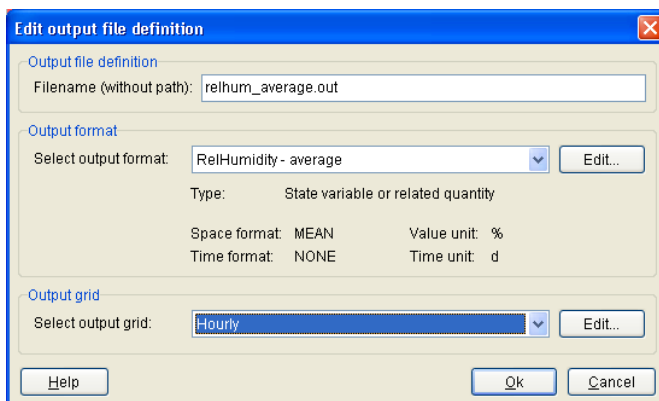 Edit output file definition
Output file definition
Filename (without path): relhum_average.out
Output format
Select output format: RelHumidity - average Edit...
Type: State variable or related quantity
Space format: MEAN Value unit: %
Time format: NONE Time unit: d
Output grid
Select output grid: Hourly Edit...
Help Ok Cancel